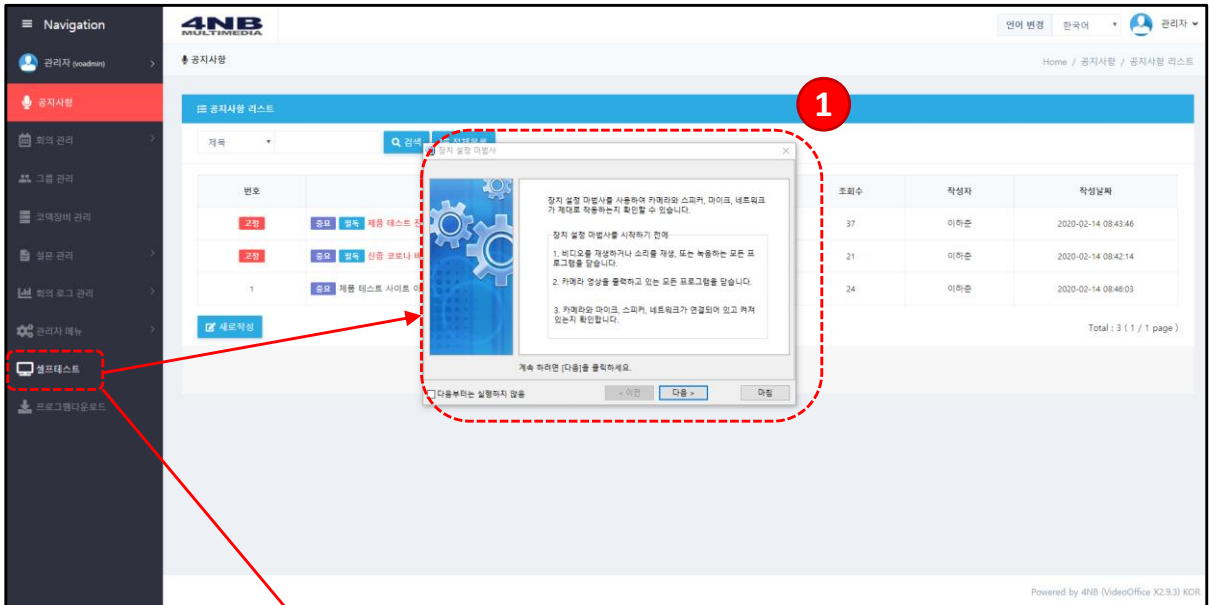 Navigation
4NB
MULTIMEDIA
언어 변경 한국어 관리자
관리자 (voadmin)
공지사항
Home / 공지사항 / 공지사항 리스트
공지사항
공지사항 리스트
1
회의 관리
제목
검색
장치 설정 마법사
그룹 관리
번호
조회수 작성자 작성날짜
장치 설정 마법사를 사용하여 카메라와 스피커, 마이크, 네트워크
가 제대로 작동하는지 확인할 수 있습니다.
코덱장비 관리
고정 중요 필독 제품 테스트
37 이하준 2020-02-14 08:43:46
장치 설정 마법사를 시작하기 전에
설문 관리
고정 중요 필독 신종 코로나
21 이하준 2020-02-14 08:42:14
1. 비디오를 재생하거나 소리를 재생, 또는 녹음하는 모든 프
로그램을 닫습니다.
2. 카메라 영상을 출력하고 있는 모든 프로그램을 닫습니다.
회의 로그 관리
1 중요 제품 테스트 사이트
24 이하준 2020-02-14 08:46:03
3. 카메라와 마이크, 스피커, 네트워크가 연결되어 있고 켜져
있는지 확인합니다.
관리자 메뉴
새로작성
Total : 3 ( 1 / 1 page )
셀프테스트
계속 하려면 [다음]을 클릭하세요.
다음부터는 실행하지 않음 < 이전 다음 > 마침
프로그램다운로드
Powered by 4NB (VideoOffice X2.9.3) KOR